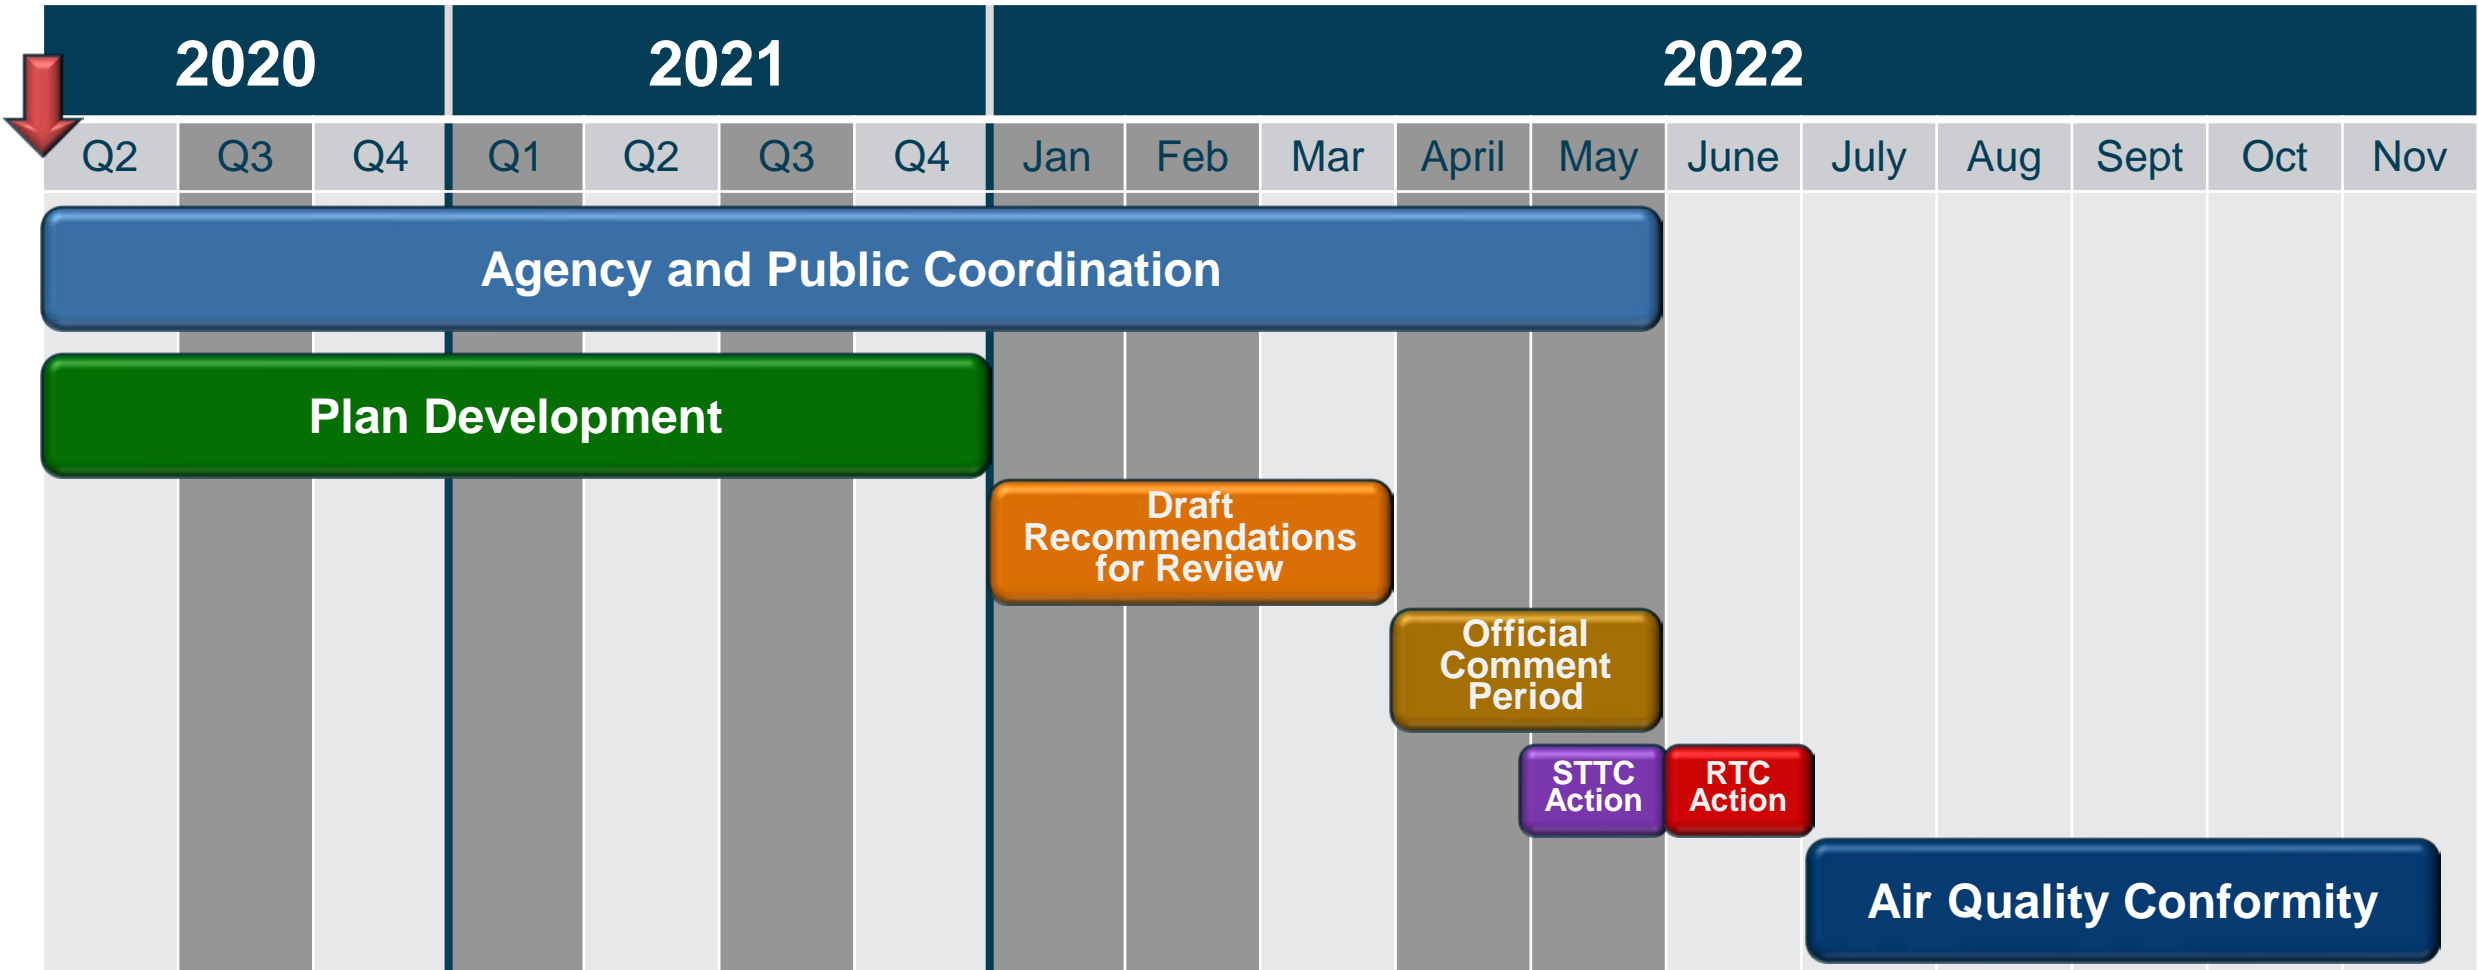 2020 2021 2022
Q2 Q3 Q4 Q1 Q2 Q3 Q4 Jan Feb Mar April May June July Aug Sept Oct Nov
Agency and Public Coordination
Plan Development
Draft
Recommendations
for Review
Official
Comment
Period
STTC
Action
RTC
Action
Air Quality Conformity